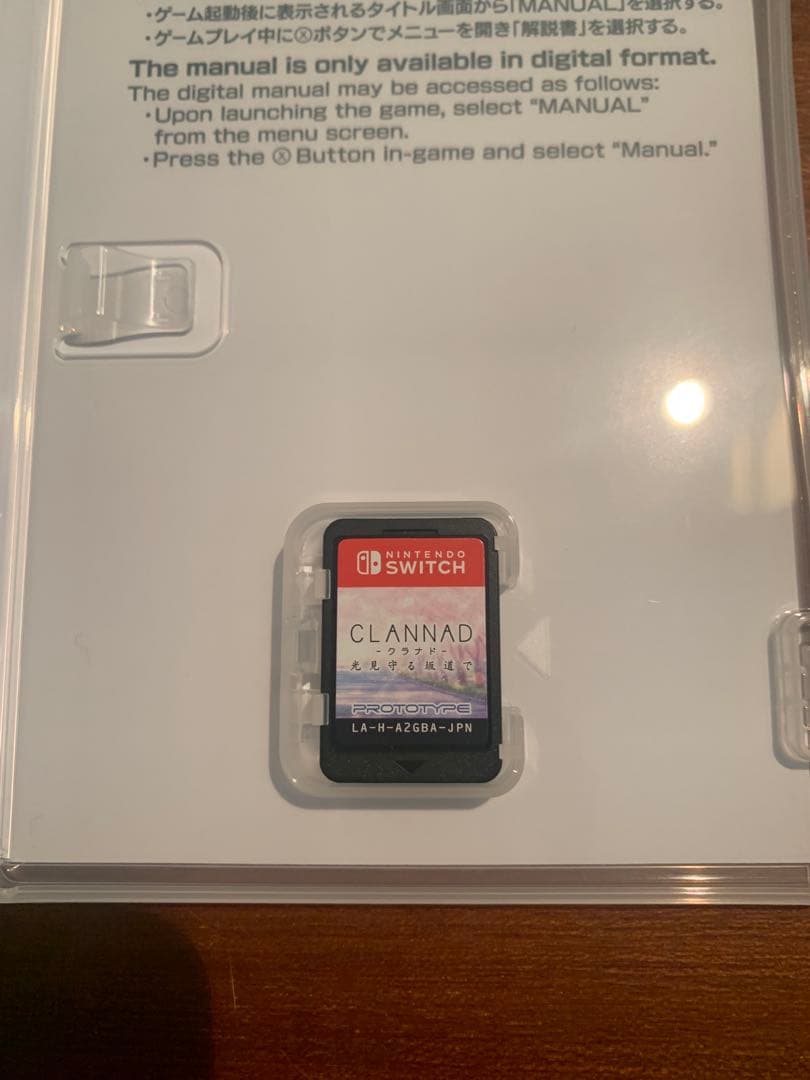 ・ゲーム起動後に表示されるタイトル画面から「MANUAL」を選択する。
・ゲームプレイ中にⓍボタンでメニューを開き「解説書」を選択する。
The manual is only available in digital format.
The digital manual may be accessed as follows:
・Upon launching the game, select “MANUAL”
from the menu screen.
・Press the Ⓧ Button in-game and select “Manual.”
NINTENDO
SWITCH
CLANNAD
-クラナド-
光見守る坂道で
PROTOTYPE
LA-H-A2GBA-JPN